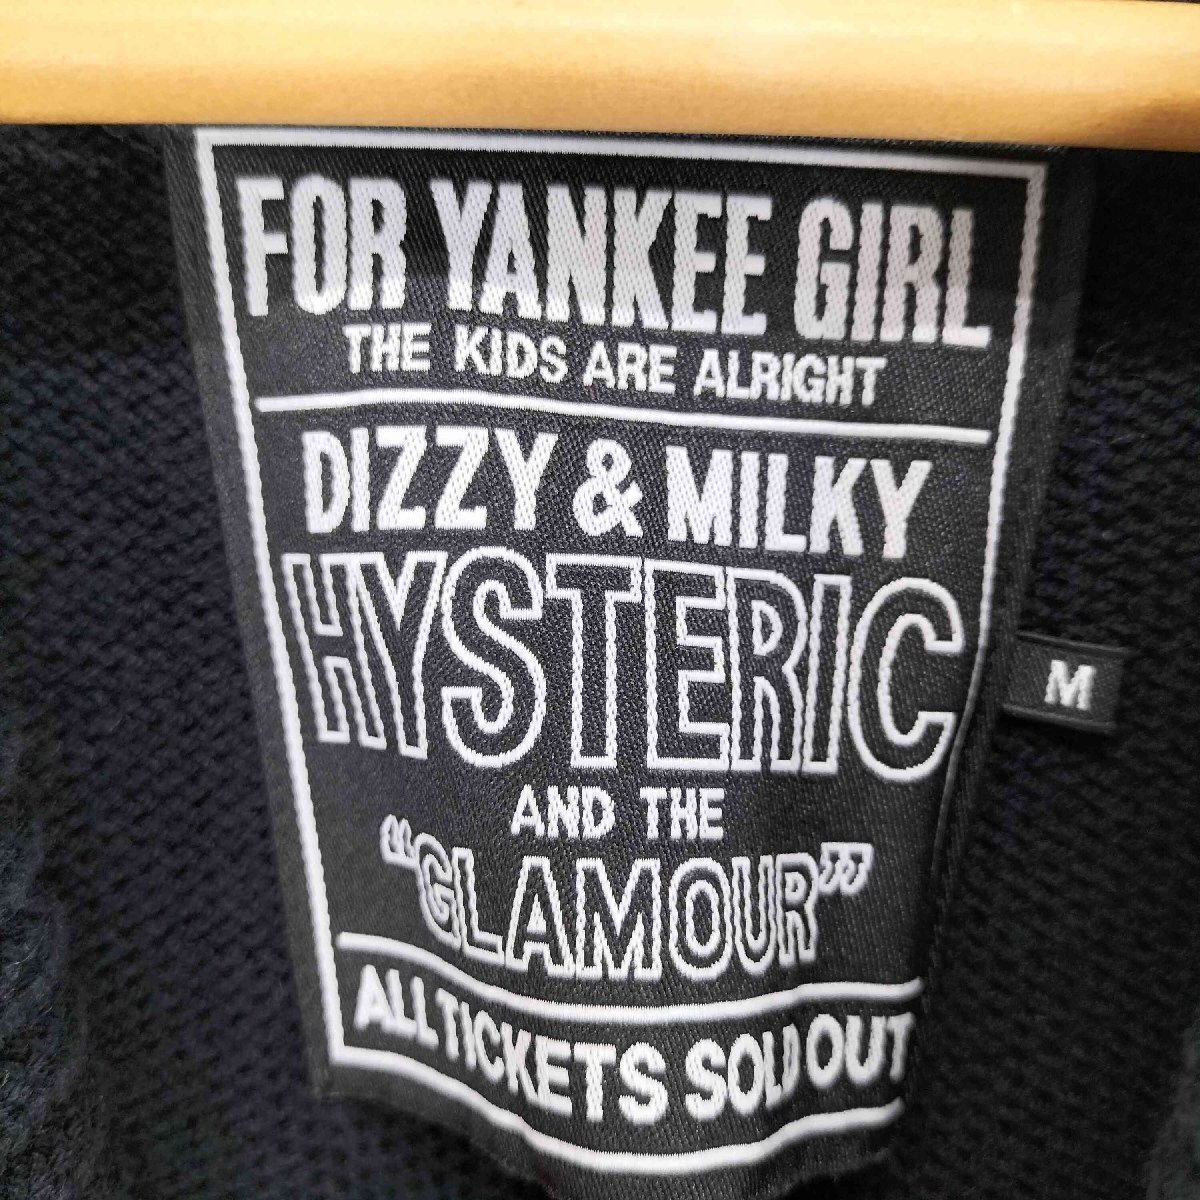 FOR YANKEE GIRL
THE KIDS ARE ALRIGHT
DIZZY & MILKY
HYSTERIC
AND THE
“GLAMOUR”
ALL TICKETS SOLD OUT
M